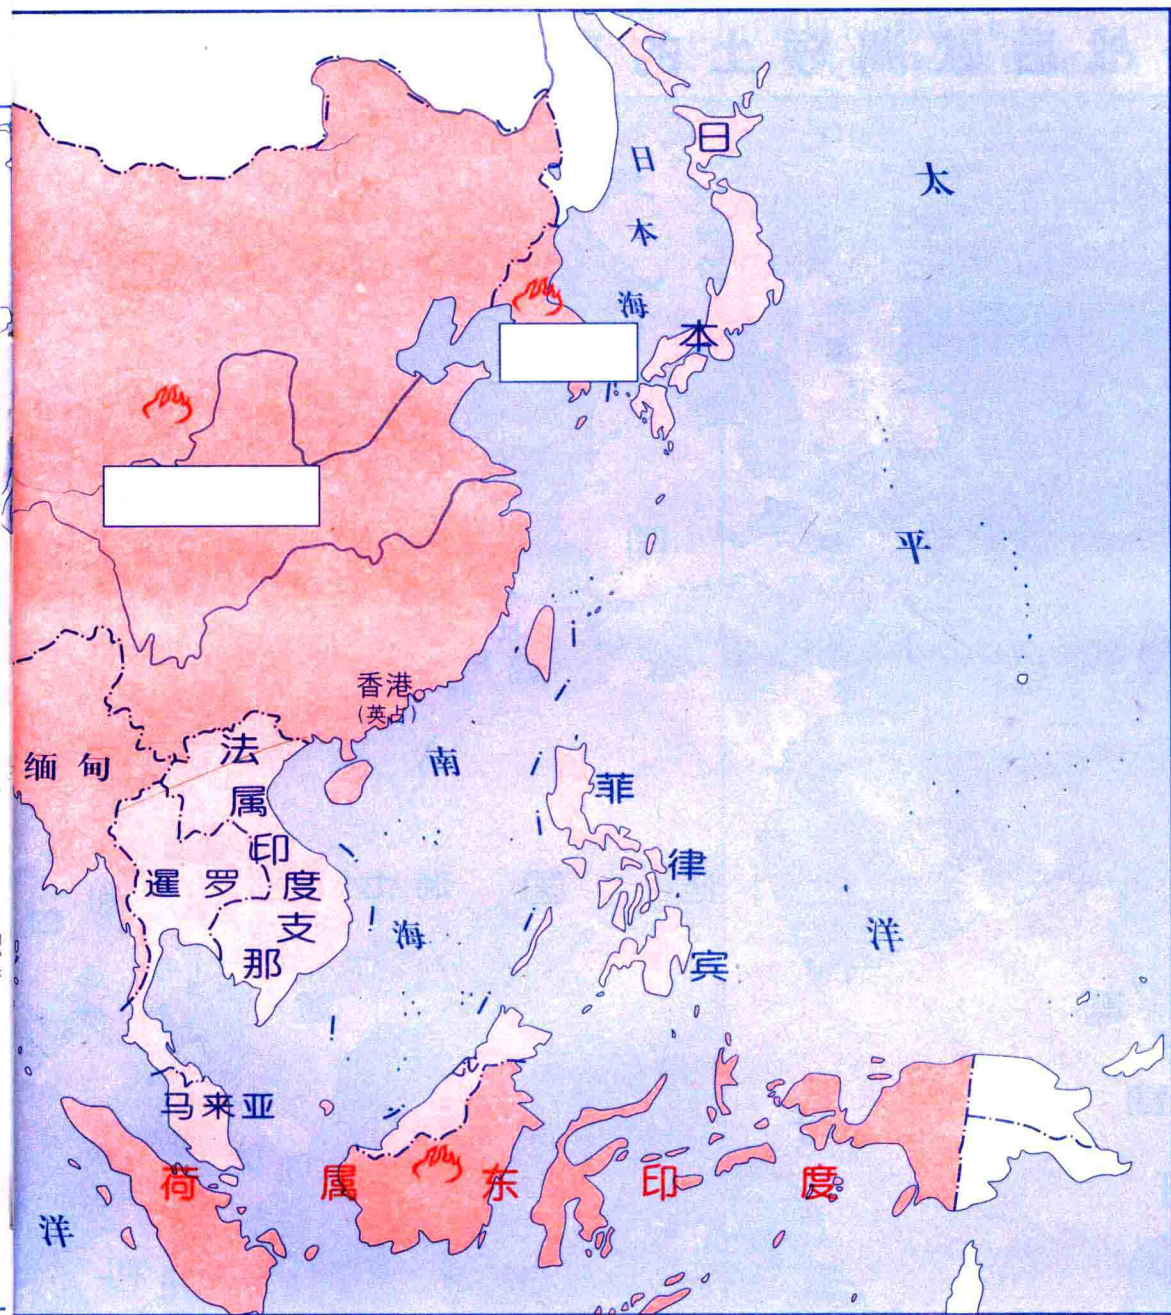 日本
日本海
太平洋
香港
(英占)
缅甸
法属印度支那
南海
菲律宾
暹罗
马来亚
荷属东印度
洋